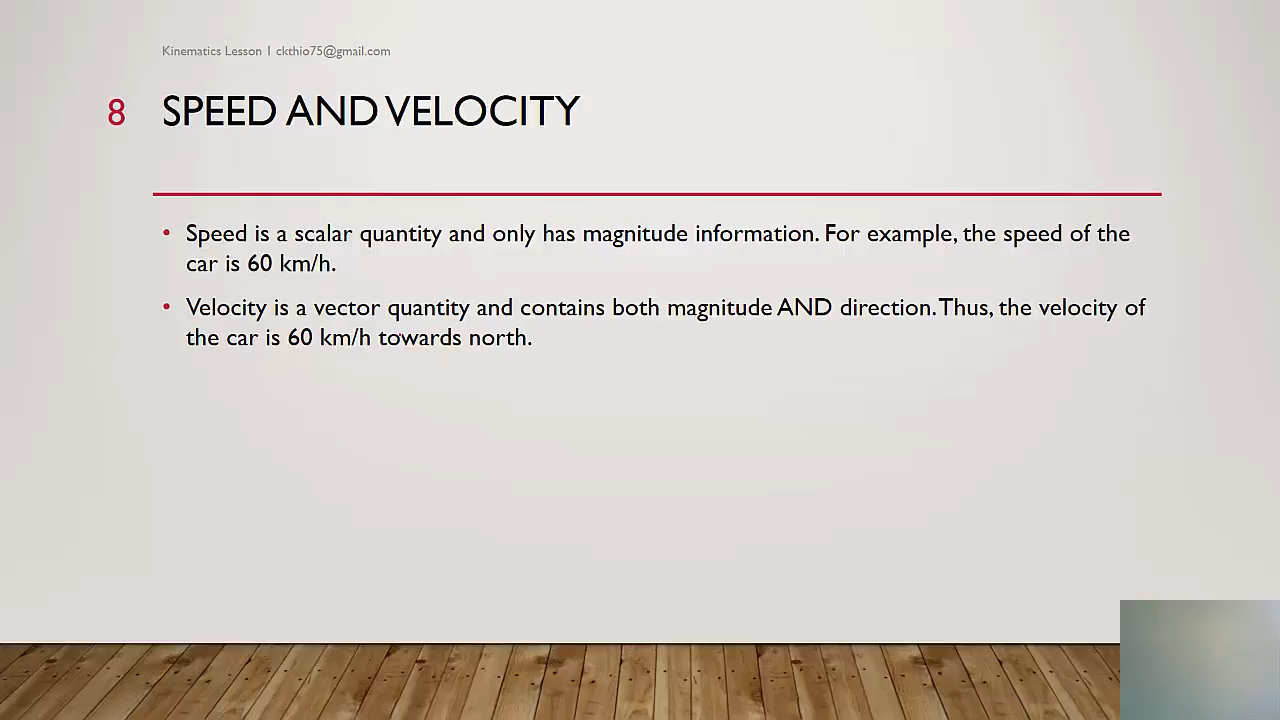 Kinematics Lesson 1 ckthio75@gmail.com
8 SPEED AND VELOCITY
• Speed is a scalar quantity and only has magnitude information. For example, the speed of the
car is 60 km/h.
• Velocity is a vector quantity and contains both magnitude AND direction. Thus, the velocity of
the car is 60 km/h towards north.